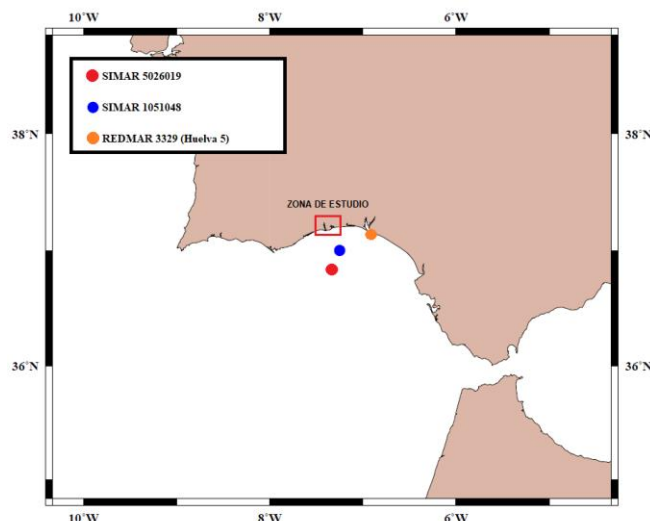 10°W 8°W 6°W
SIMAR 5026019
SIMAR 1051048
REDMAR 3329 (Huelva 5)
38°N 38°N
ZONA DE ESTUDIO
36°N 36°N
10°W 8°W 6°W